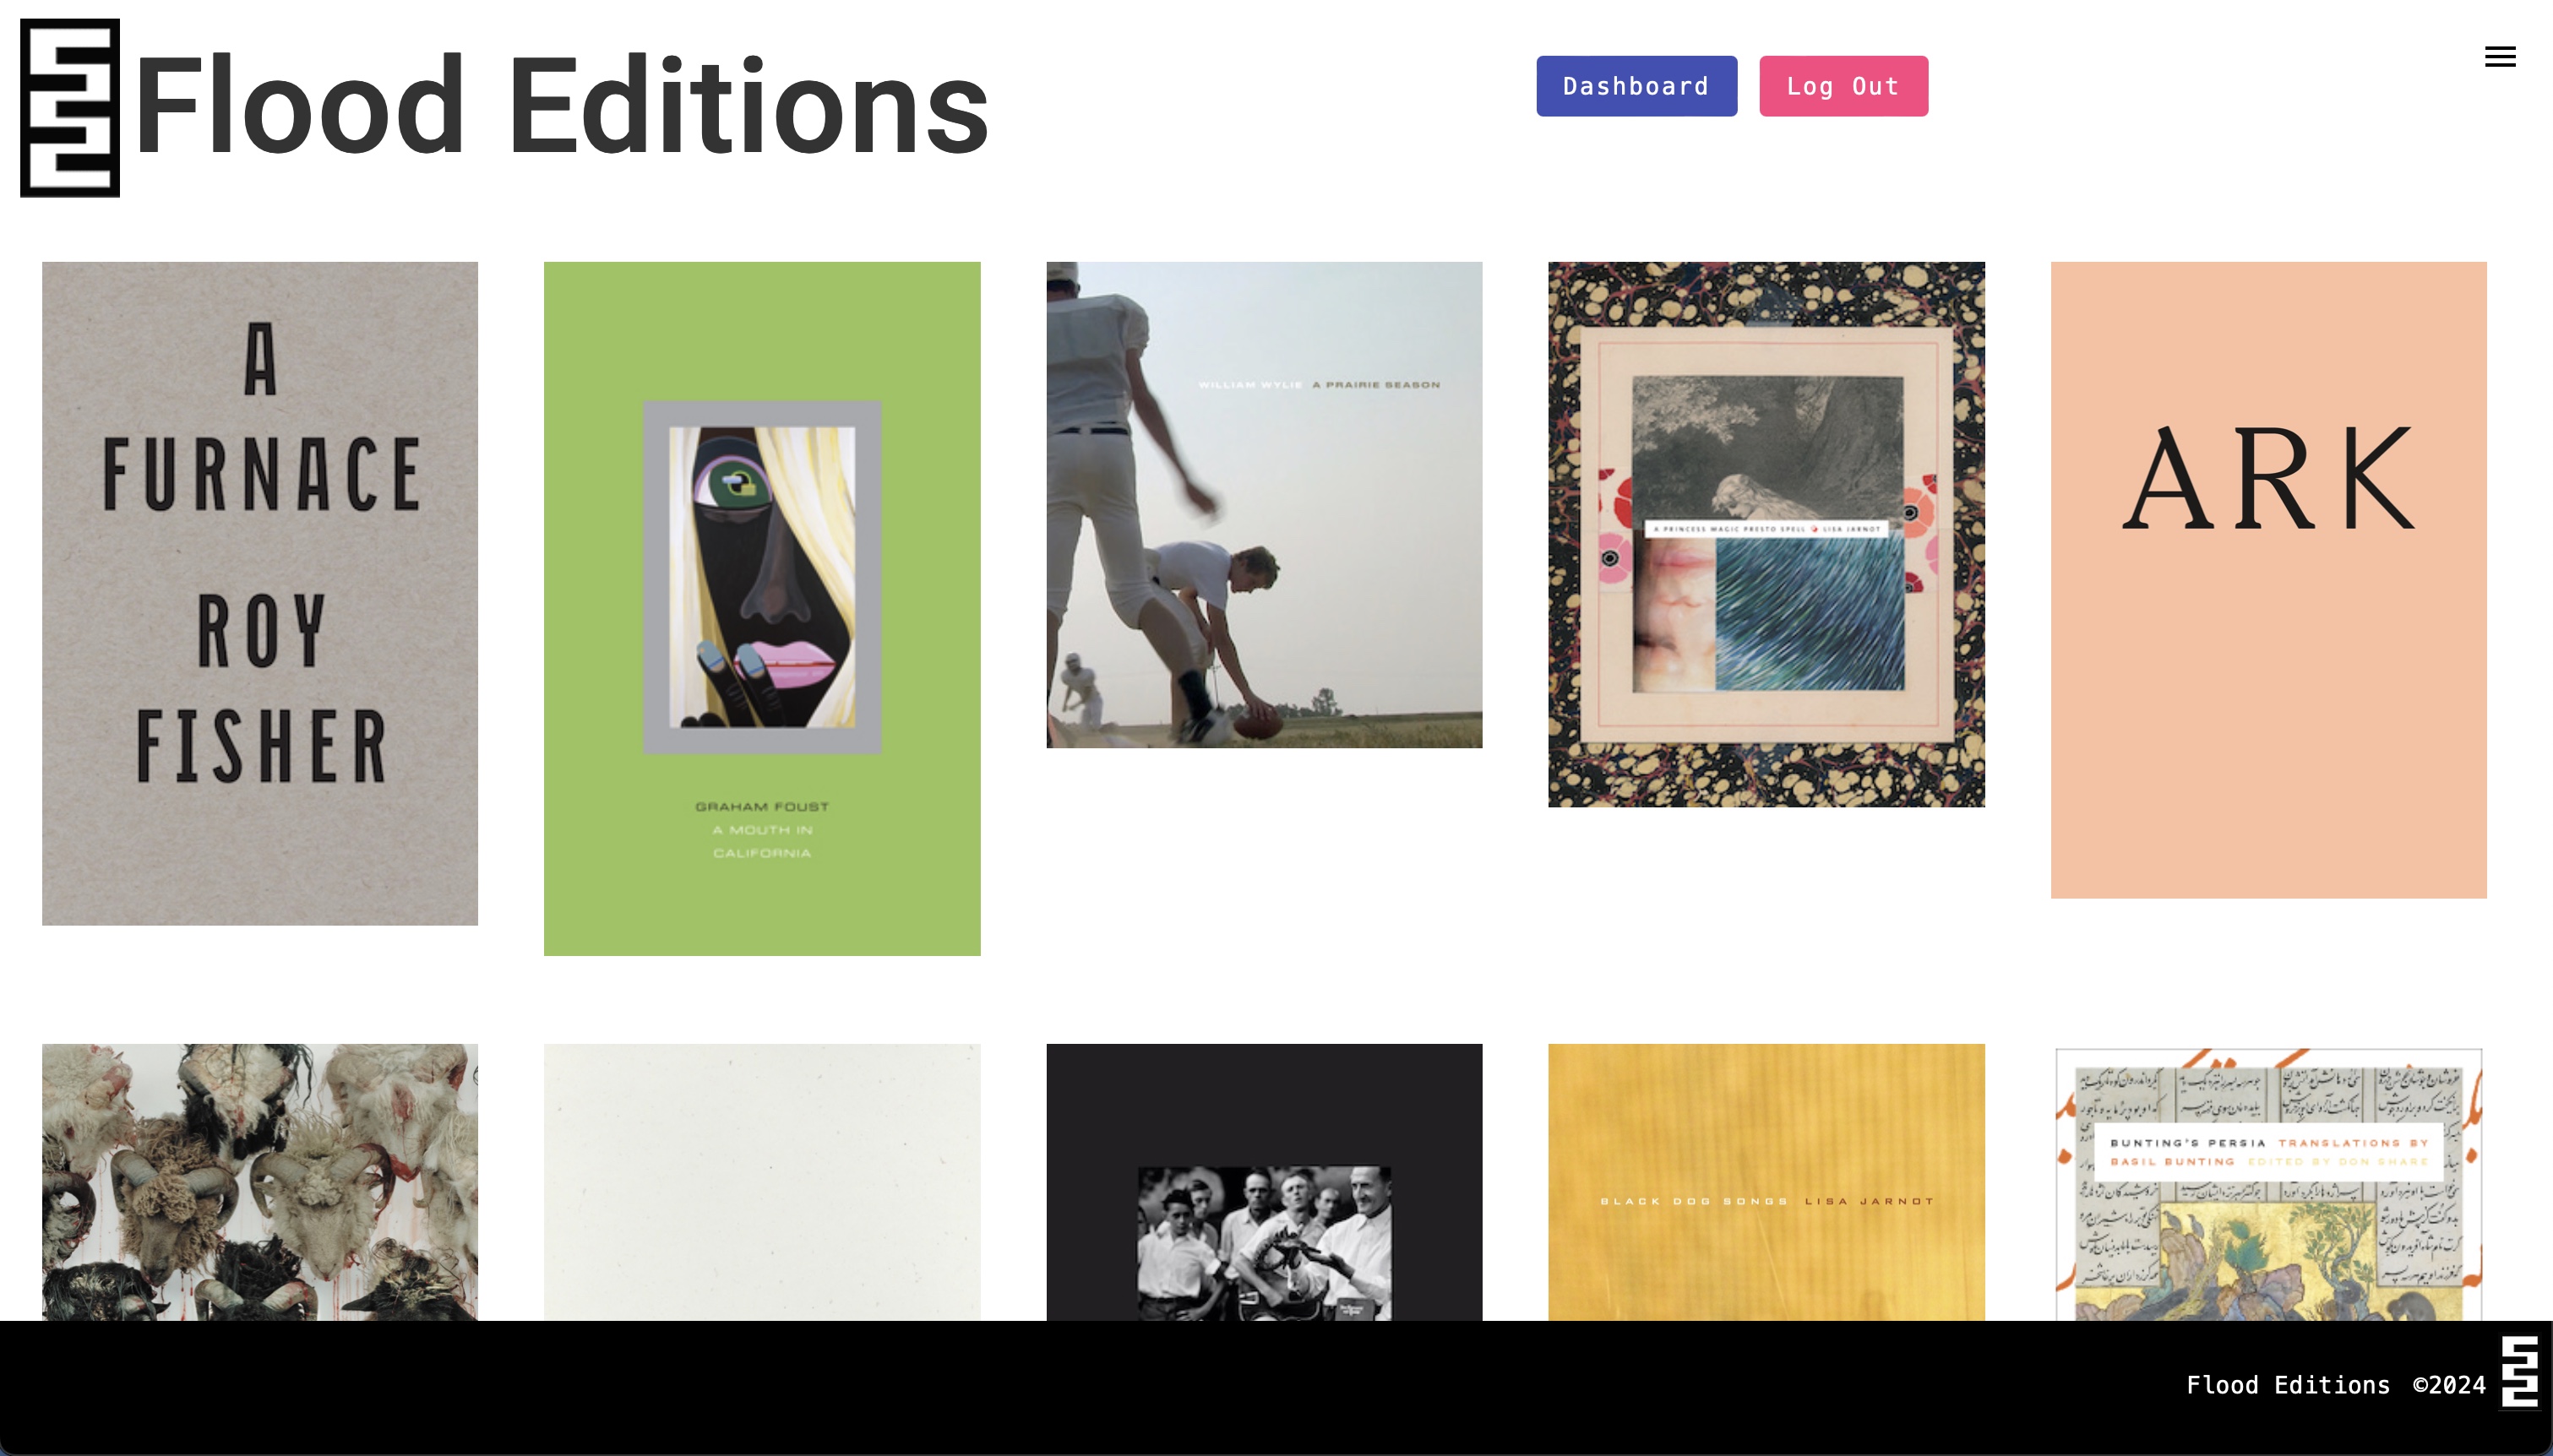 Flood Editions
Dashboard
Log Out
A
FURNACE
ROY
FISHER
GRAHAM FOUST
A MOUTH IN
CALIFORNIA
WILLIAM WYLIE A PRAIRIE SEASON
A PRINCESS MAGIC PRESTO SPELL LISA JARNOT
ARK
BLACK DOG SONGS LISA JARNOT
BUNTING'S PERSIA TRANSLATIONS BY
BASIL BUNTING EDITED BY DON SHARE
Flood Editions ©2024